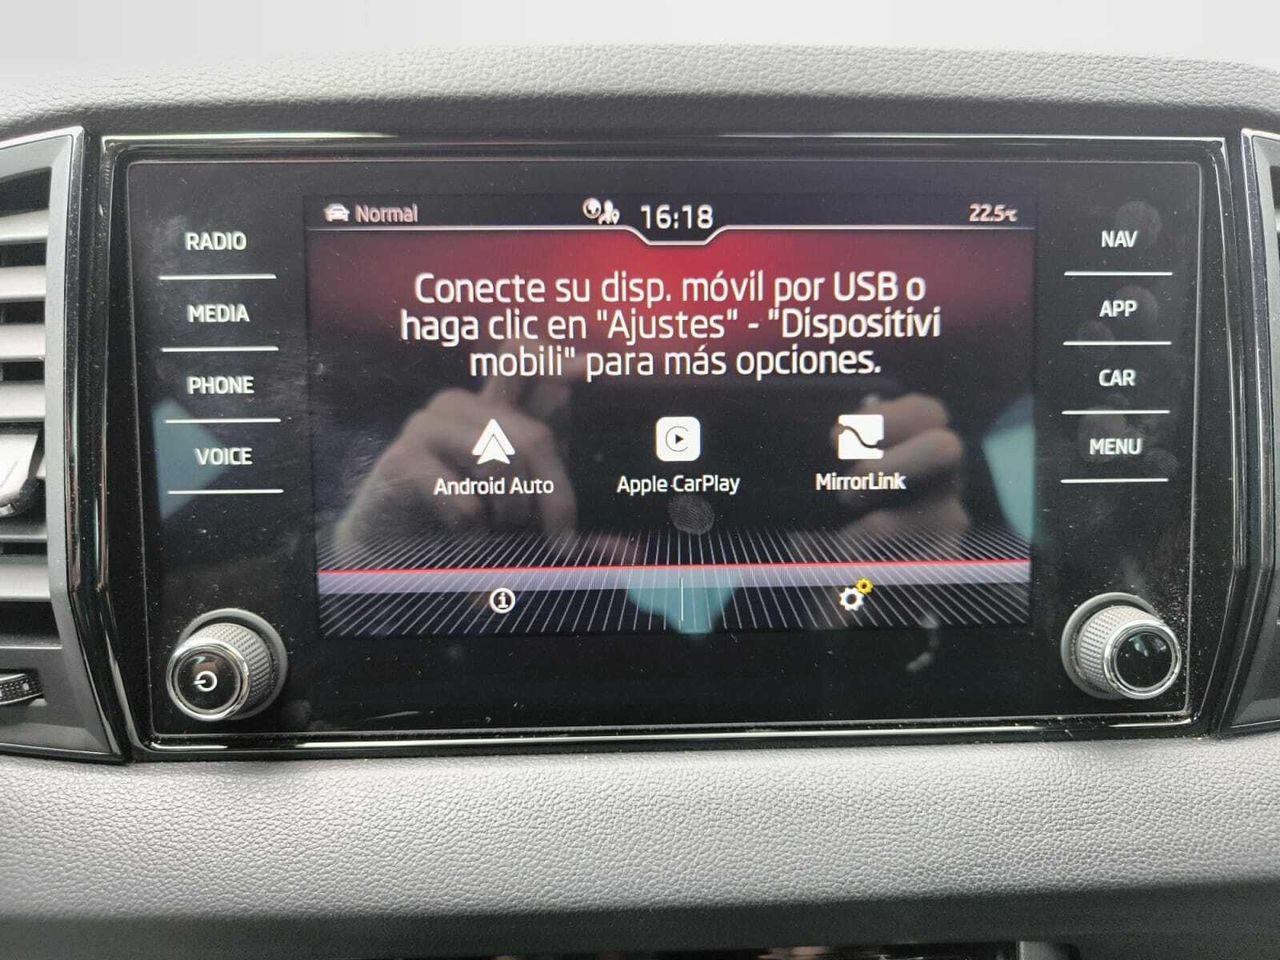 Normal
16:18
22.5°C
RADIO
MEDIA
PHONE
VOICE
Conecte su disp. móvil por USB o
haga clic en "Ajustes" - "Dispositivi
mobili" para más opciones.
Android Auto
Apple CarPlay
MirrorLink
NAV
APP
CAR
MENU